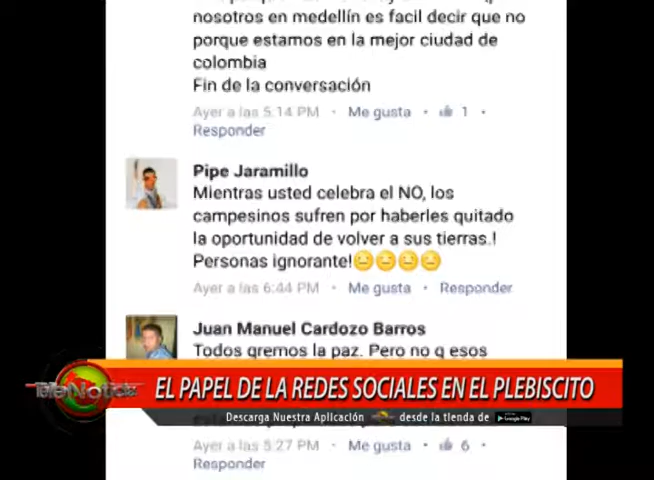 nosotros en medellín es facil decir que no
porque estamos en la mejor ciudad de
colombia
Fin de la conversación
Ayer a las 5:14 PM · Me gusta · 1 ·
Responder
Pipe Jaramillo
Mientras usted celebra el NO, los
campesinos sufren por haberles quitado
la oportunidad de volver a sus tierras.!
Personas ignorante!😑😑😑😑
Ayer a las 6:44 PM · Me gusta · Responder
Juan Manuel Cardozo Barros
Todos qremos la paz. Pero no q esos
TeleNoticias
EL PAPEL DE LA REDES SOCIALES EN EL PLEBISCITO
Descarga Nuestra Aplicación desde la tienda de Google Play
Ayer a las 5:27 PM · Me gusta · 6 ·
Responder